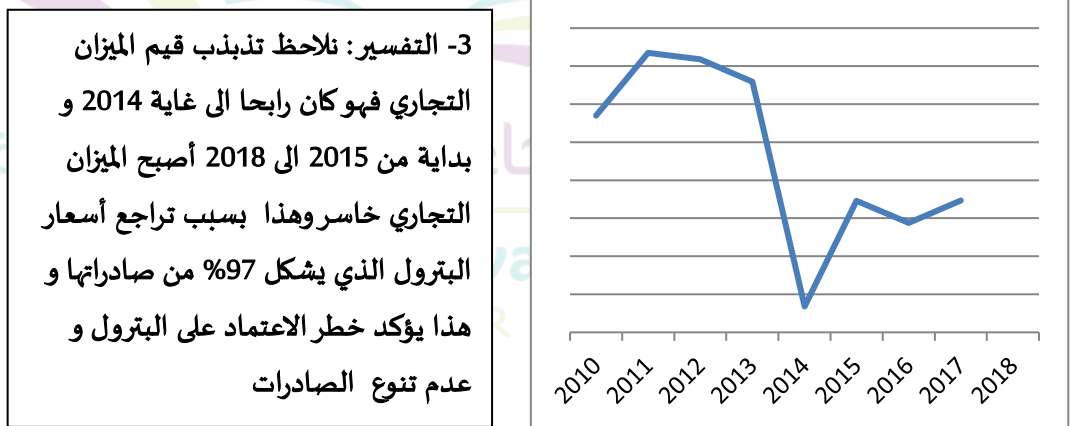 3- التفسير : نلاحظ تذبذب قيم الميزان
التجاري فهو كان رابحا الى غاية 2014 و
بداية من 2015 الى 2018 أصبح الميزان
التجاري خاسر وهذا بسبب تراجع أسعار
البترول الذي يشكل 97% من صادراتها و
هذا يؤكد خطر الاعتماد على البترول و
عدم تنوع الصادرات
2010 2011 2012 2013 2014 2015 2016 2017 2018